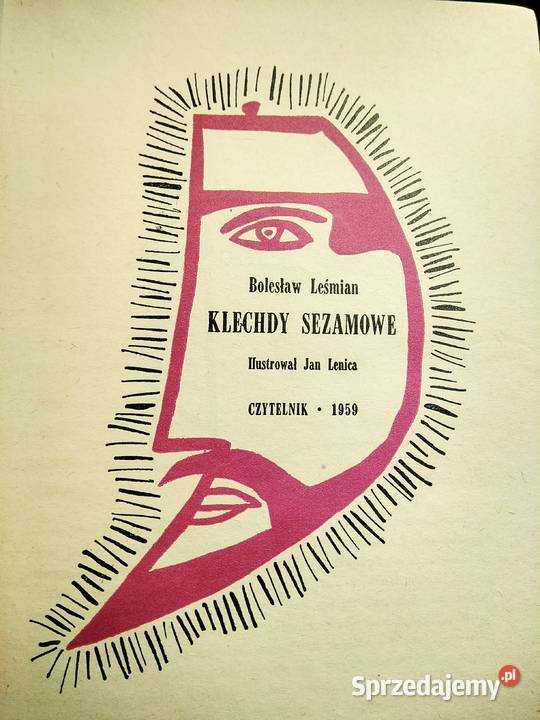 Bolesław Leśmian
KLECHDY SEZAMOWE
Ilustrował Jan Lenica
CZYTELNIK • 1959
Sprzedajemy.pl